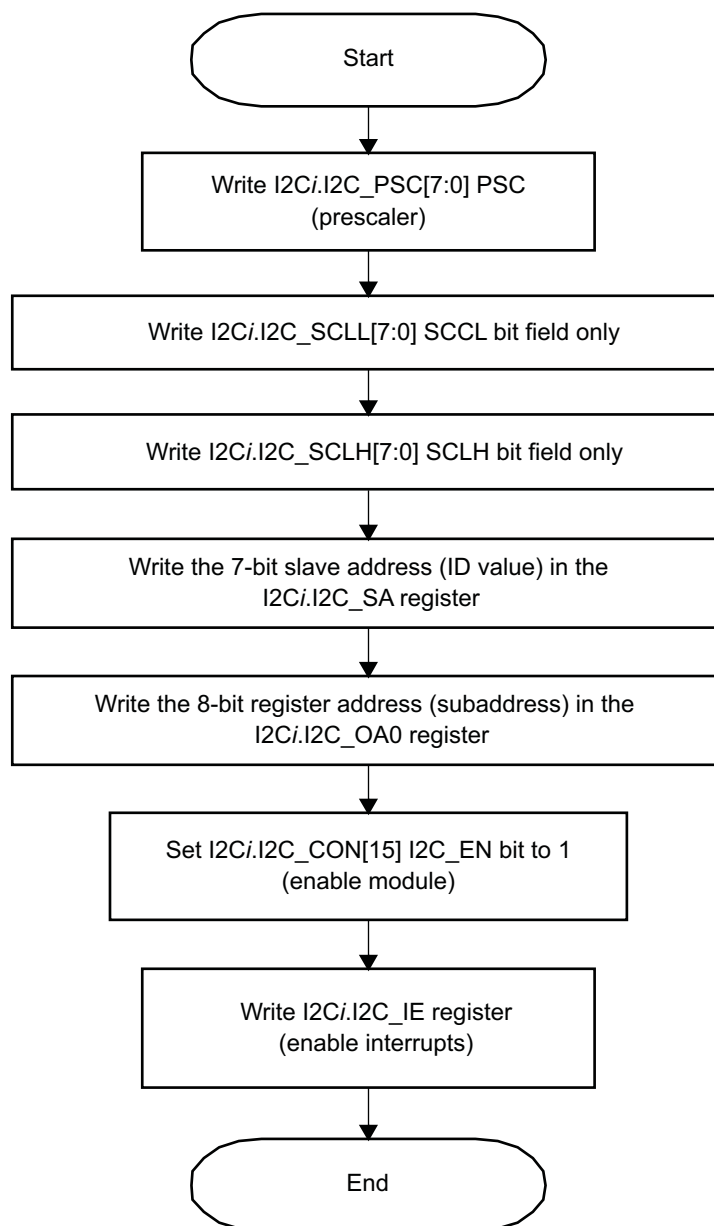 Start
Write I2Ci.I2C_PSC[7:0] PSC
(prescaler)
Write I2Ci.I2C_SCLL[7:0] SCCL bit field only
Write I2Ci.I2C_SCLH[7:0] SCLH bit field only
Write the 7-bit slave address (ID value) in the
I2Ci.I2C_SA register
Write the 8-bit register address (subaddress) in the
I2Ci.I2C_OA0 register
Set I2Ci.I2C_CON[15] I2C_EN bit to 1
(enable module)
Write I2Ci.I2C_IE register
(enable interrupts)
End